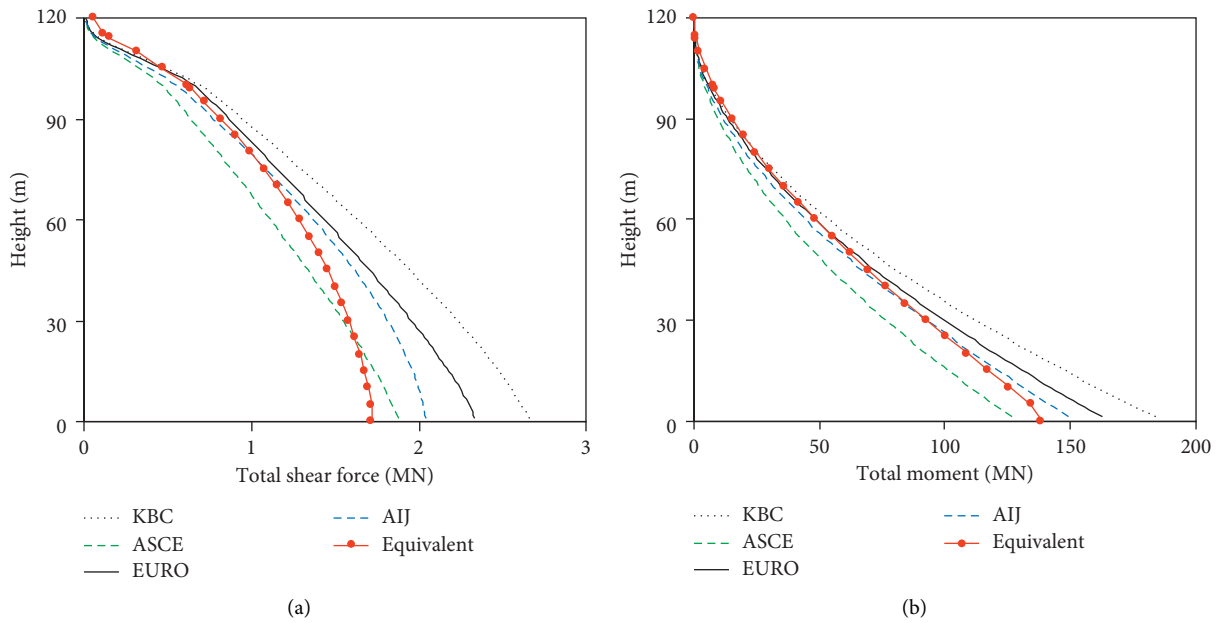 120
90
60
30
0
Height (m)
0
1
2
3
Total shear force (MN)
KBC
ASCE
EURO
AIJ
Equivalent
(a)
120
90
60
30
0
Height (m)
0
50
100
150
200
Total moment (MN)
KBC
ASCE
EURO
AIJ
Equivalent
(b)